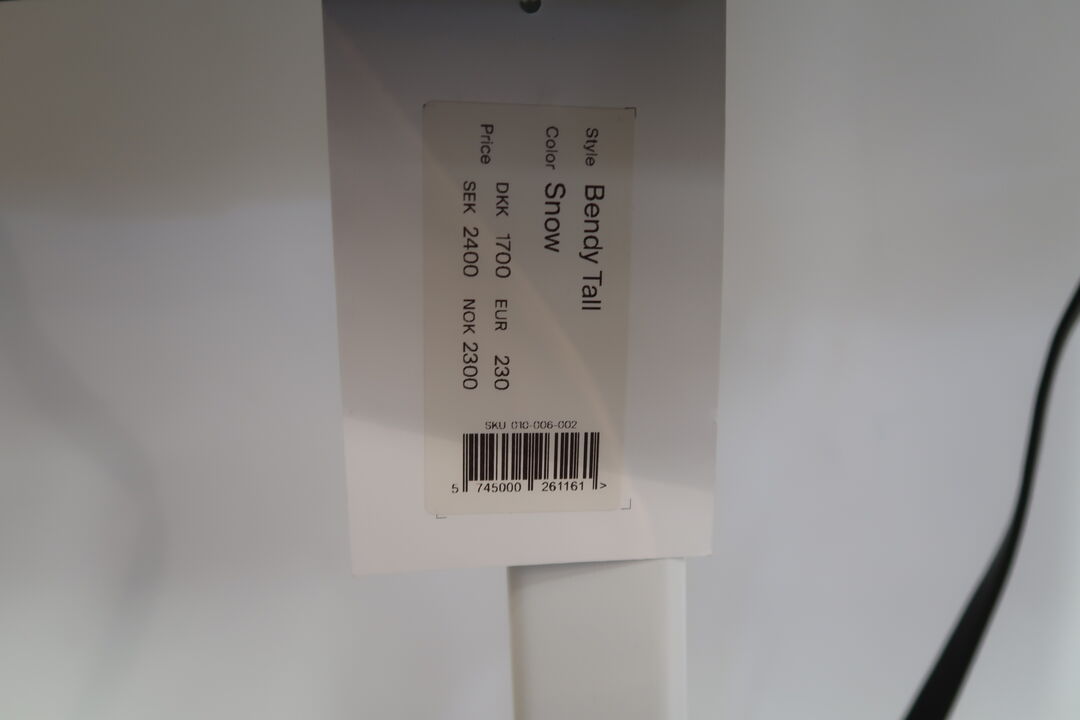 Style Bendy Tall
Color Snow
Price DKK 1700 EUR 230
SEK 2400 NOK 2300
SKU 010-006-002
5 745000 261161 >